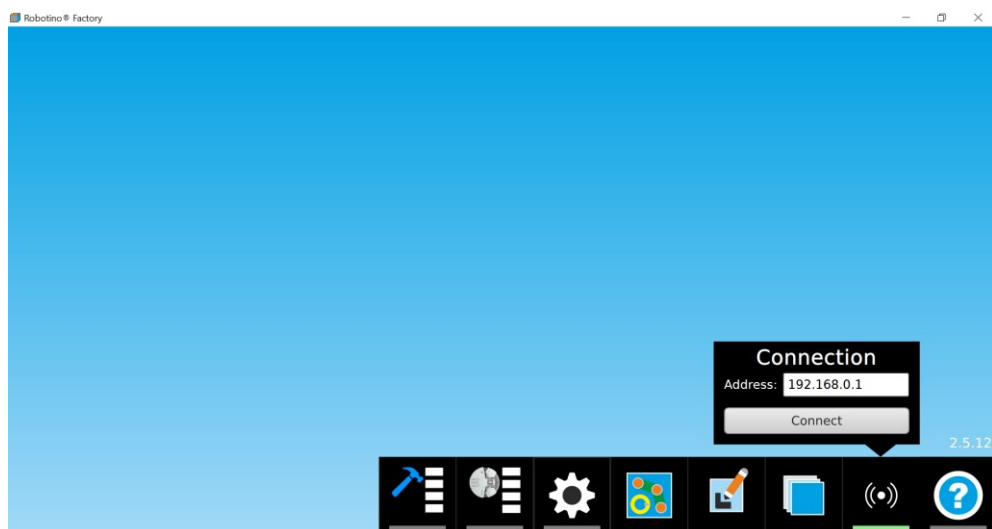 Robotino® Factory
Connection
Address: 192.168.0.1
Connect
2.5.12
?